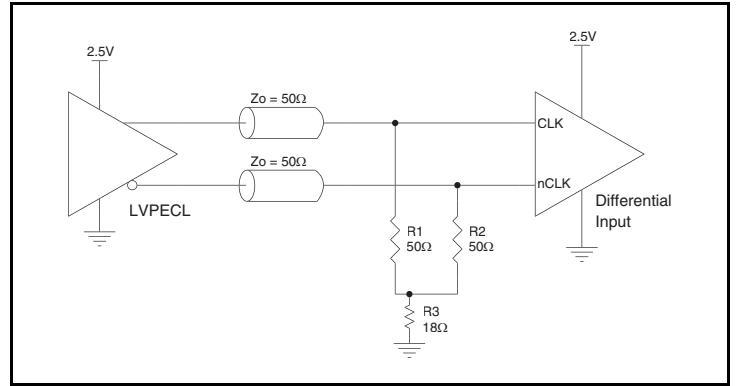 2.5V
2.5V
Zo = 50Ω
CLK
Zo = 50Ω
nCLK
LVPECL
Differential
Input
R1
50Ω
R2
50Ω
R3
18Ω